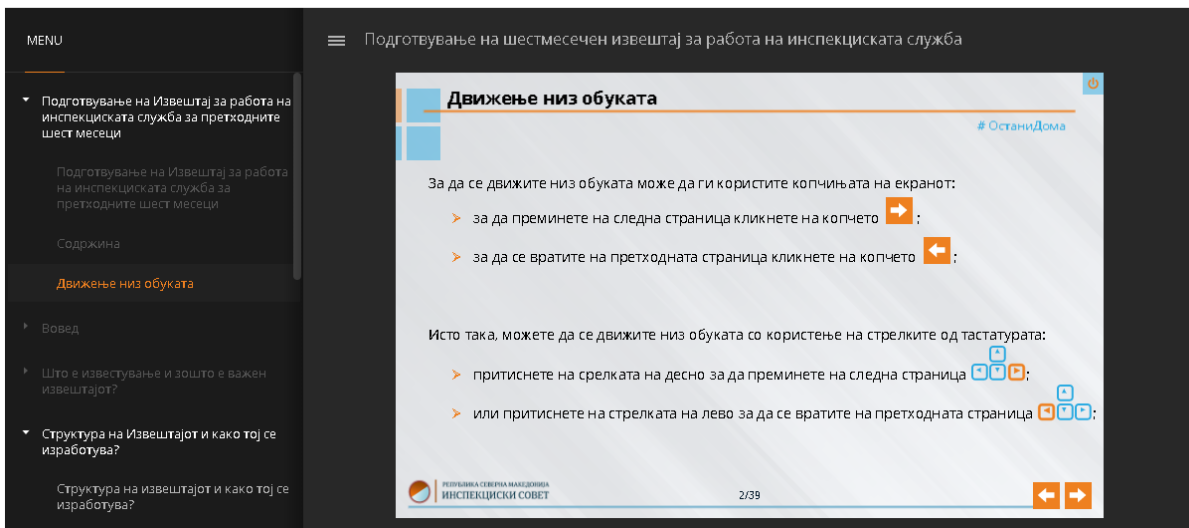 MENU
Подготвување на шестмесечен извештај за работа на инспекциската служба
Подготвување на Извештај за работа на
инспекциската служба за претходните
шест месеци
Подготвување на Извештај за работа
на инспекциската служба за
претходните шест месеци
Содржина
Движење низ обуката
Вовед
Што е известување и зошто е важен
извештајот?
Структура на Извештајот и како тој се
изработува?
Структура на извештајот и како тој се
изработува?
Движење низ обуката
# ОстаниДома
За да се движите низ обуката може да ги користите копчињата на екранот:
за да преминете на следна страница кликнете на копчето ;
за да се вратите на претходната страница кликнете на копчето ;
Исто така, можете да се движите низ обуката со користење на стрелките од тастатурата:
притиснете на срелката на десно за да преминете на следна страница ;
или притиснете на стрелката на лево за да се вратите на претходната страница ;
РЕПУБЛИКА СЕВЕРНА МАКЕДОНИЈА
ИНСПЕКЦИСКИ СОВЕТ
2/39